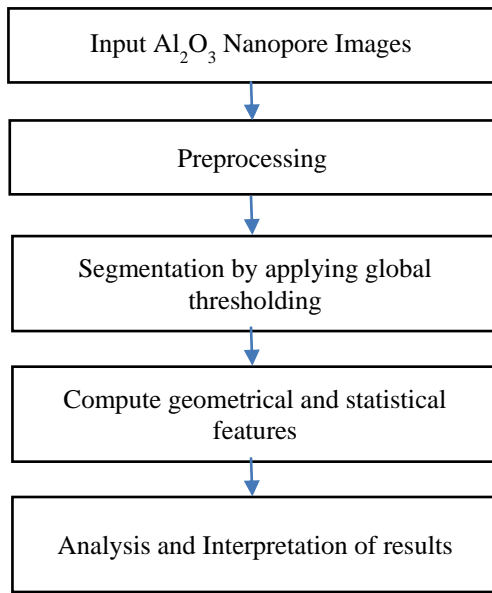 Input Al₂O₃ Nanopore Images
Preprocessing
Segmentation by applying global
thresholding
Compute geometrical and statistical
features
Analysis and Interpretation of results